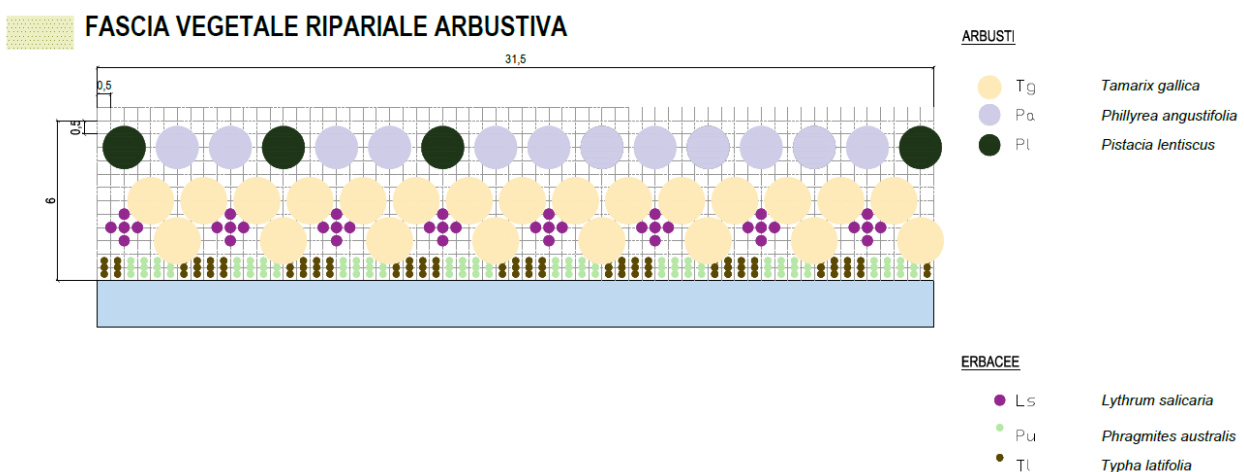 FASCIA VEGETALE RIPARIALE ARBUSTIVA
31,5
0,5
0,5
6
ARBUSTI
Tg Tamarix gallica
Pa Phillyrea angustifolia
Pl Pistacia lentiscus
ERBACEE
Ls Lythrum salicaria
Pu Phragmites australis
Tl Typha latifolia